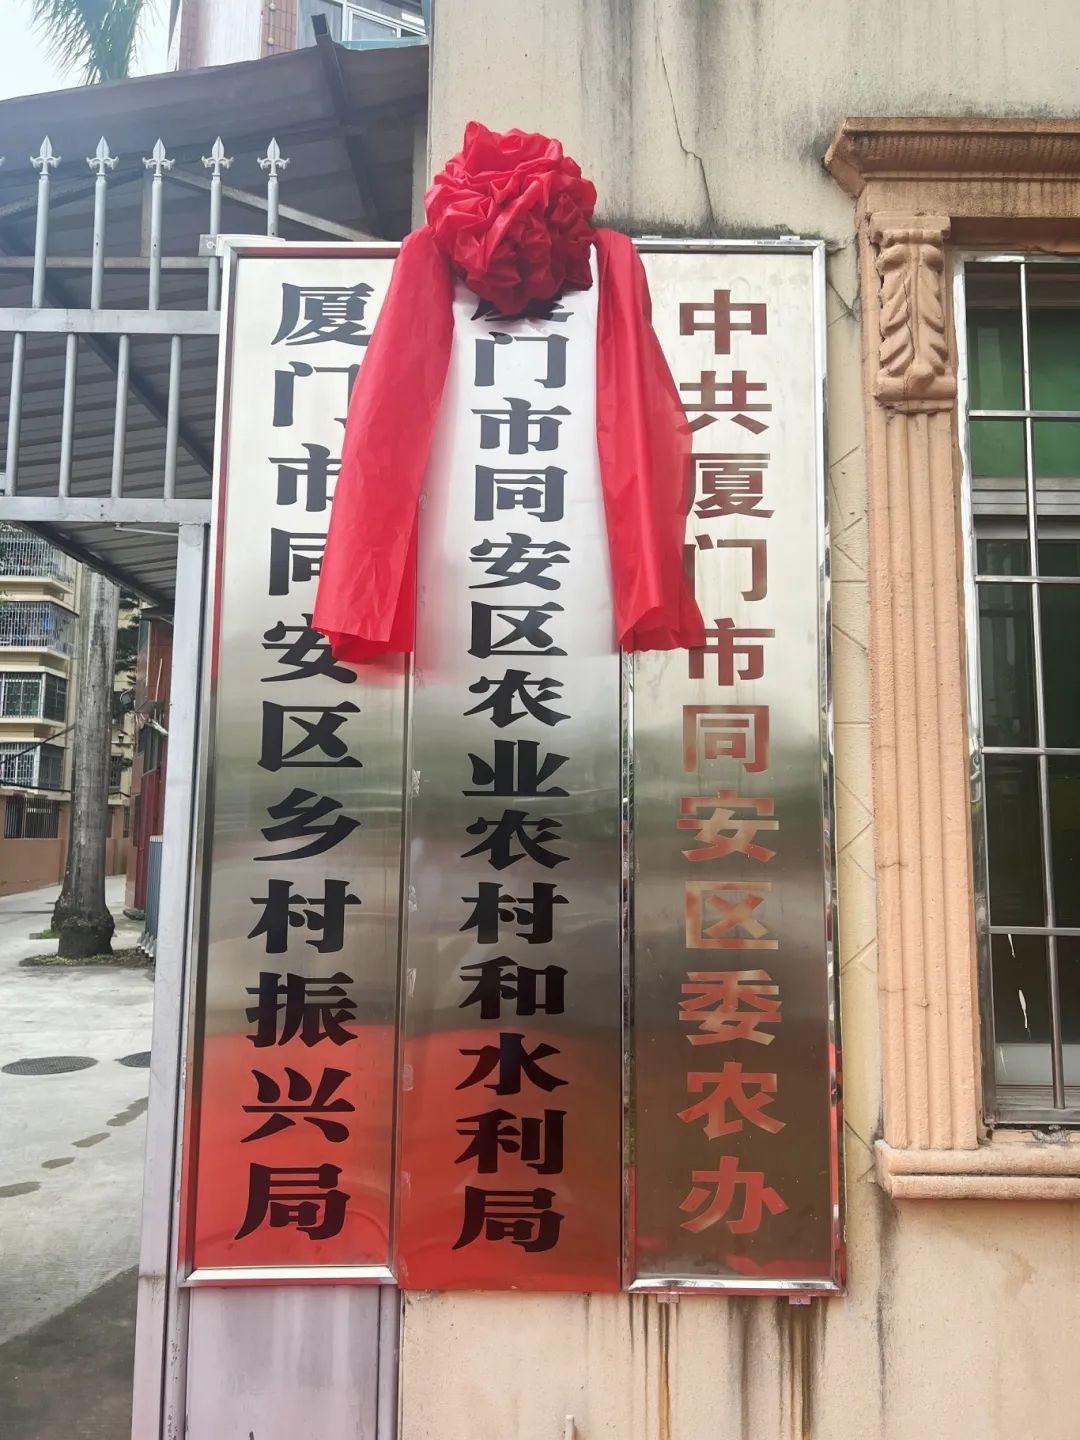 厦门市同安区乡村振兴局
厦门市同安区农业农村和水利局
中共厦门市同安区委农办